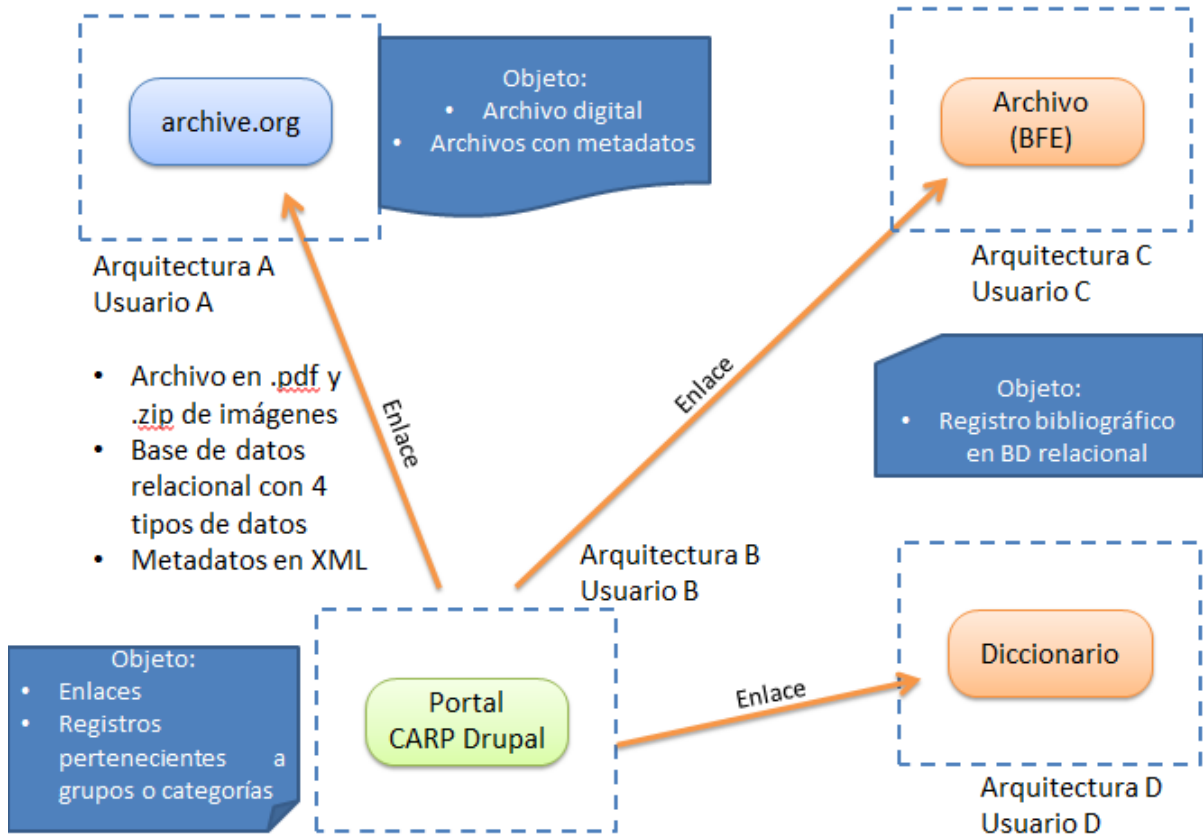 archive.org
Objeto:
• Archivo digital
• Archivos con metadatos
Archivo
(BFE)
Arquitectura A
Usuario A
Arquitectura C
Usuario C
• Archivo en .pdf y
.zip de imágenes
• Base de datos
relacional con 4
tipos de datos
• Metadatos en XML
Enlace
Enlace
Objeto:
• Registro bibliográfico
en BD relacional
Arquitectura B
Usuario B
Objeto:
• Enlaces
• Registros
pertenecientes a
grupos o categorías
Portal
CARP Drupal
Enlace
Diccionario
Arquitectura D
Usuario D